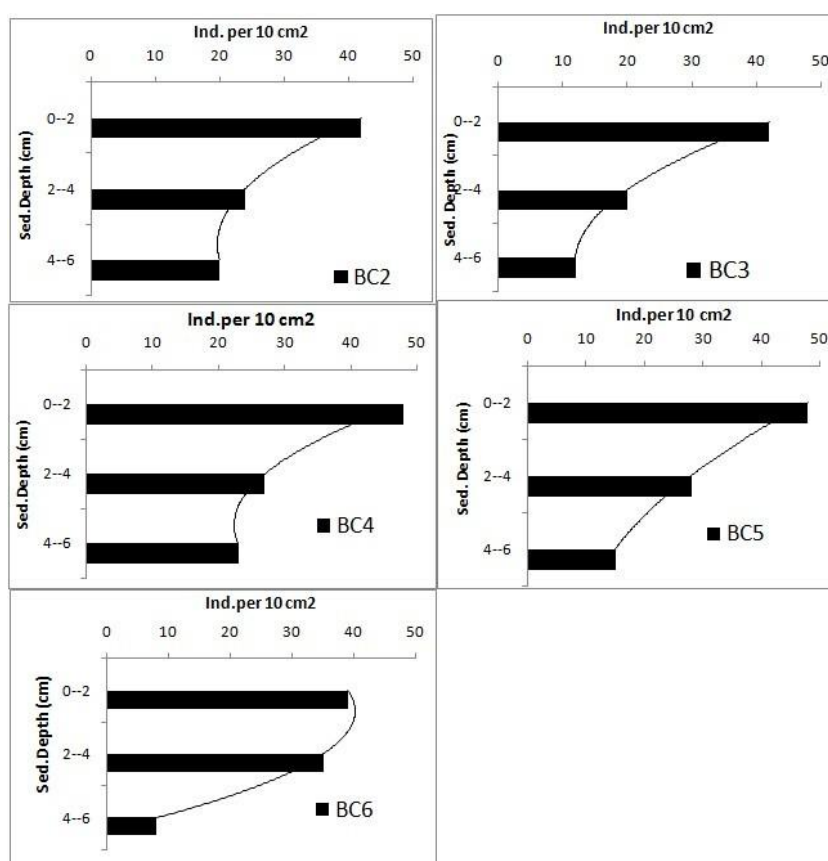 Ind. per 10 cm2
0 10 20 30 40 50
Sed.Depth (cm)
0--2
2--4
4--6
BC2
Ind.per 10 cm2
0 10 20 30 40 50
Sed. Depth (cm)
0--2
2--4
4--6
BC3
Ind.per 10 cm2
0 10 20 30 40 50
Sed.Depth (cm)
0--2
2--4
4--6
BC4
Ind.per 10 cm2
0 10 20 30 40 50
Sed. Depth (cm)
0--2
2--4
4--6
BC5
Ind.per 10 cm2
0 10 20 30 40 50
Sed.Depth (cm)
0--2
2--4
4--6
BC6